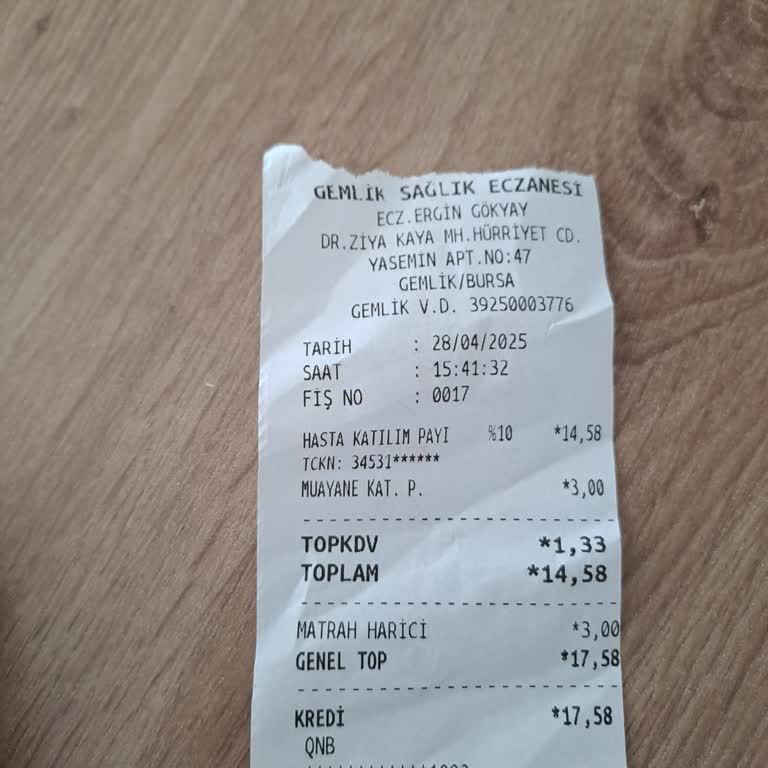 GEMLİK SAĞLIK ECZANESİ
ECZ.ERGİN GÖKYAY
DR.ZİYA KAYA MH.HÜRRİYET CD.
YASEMİN APT.NO:47
GEMLİK/BURSA
GEMLİK V.D. 39250003776
TARİH : 28/04/2025
SAAT : 15:41:32
FİŞ NO : 0017
HASTA KATILIM PAYI %10 *14,58
TCKN: 34531******
MUAYANE KAT. P. *3,00
TOPKDV *1,33
TOPLAM *14,58
MATRAH HARİCİ *3,00
GENEL TOP *17,58
KREDİ *17,58
QNB